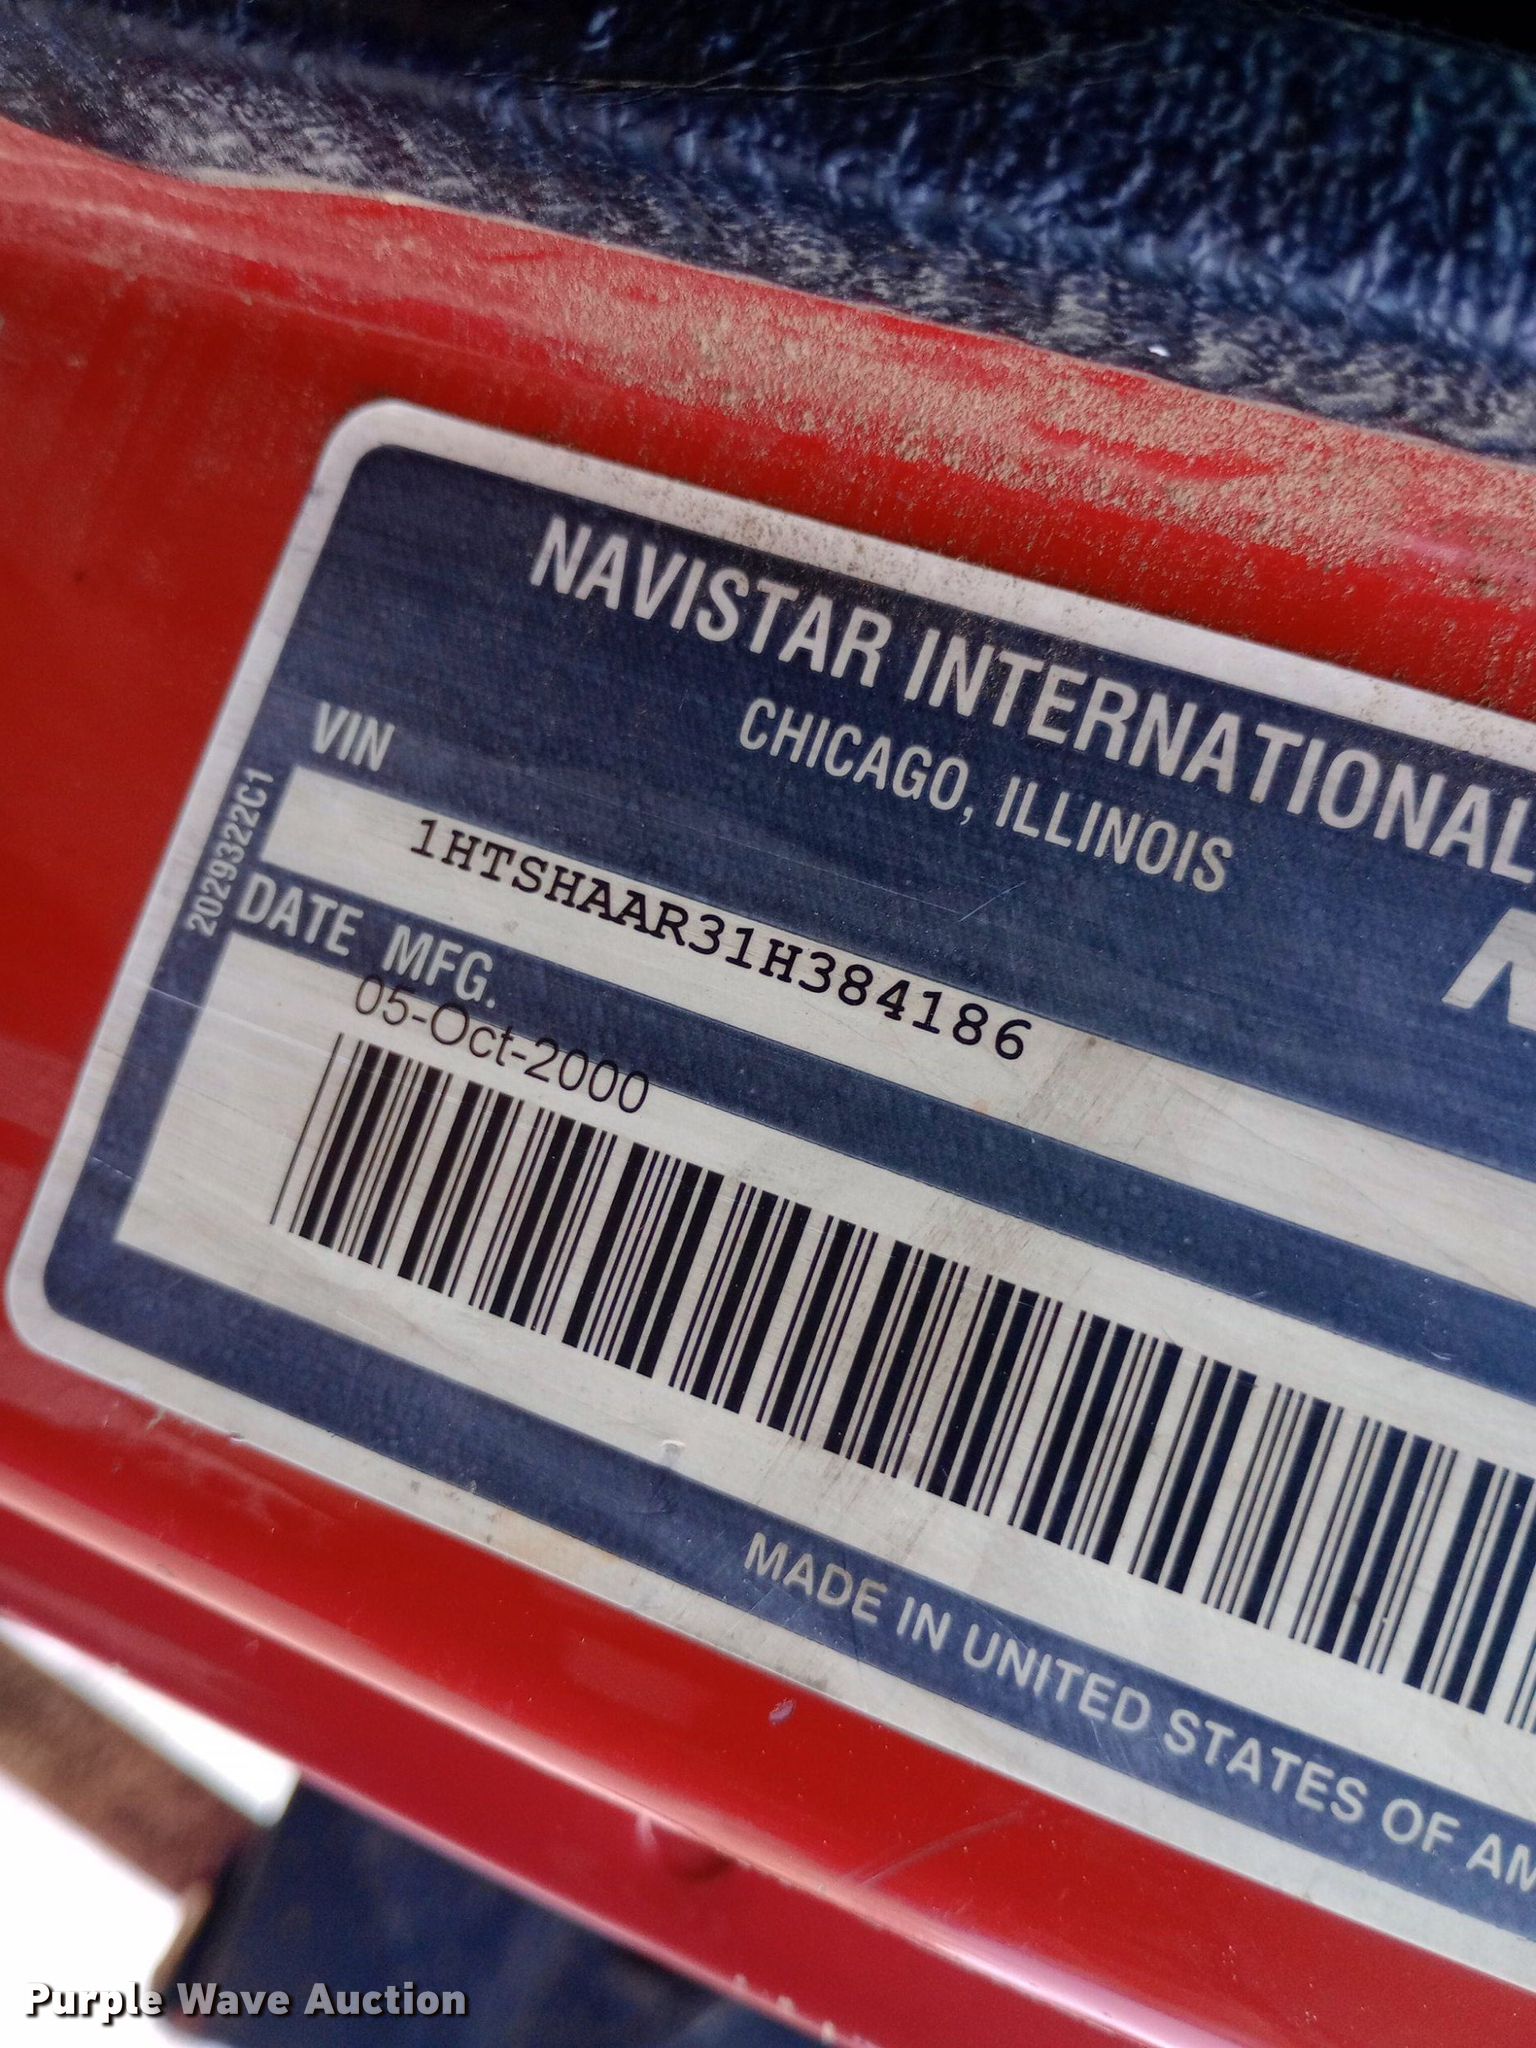 NAVISTAR INTERNATIONAL
CHICAGO, ILLINOIS
VIN
1HTSHAAR31H384186
2029322C1
DATE MFG.
05-Oct-2000
MADE IN UNITED STATES OF AM
Purple Wave Auction